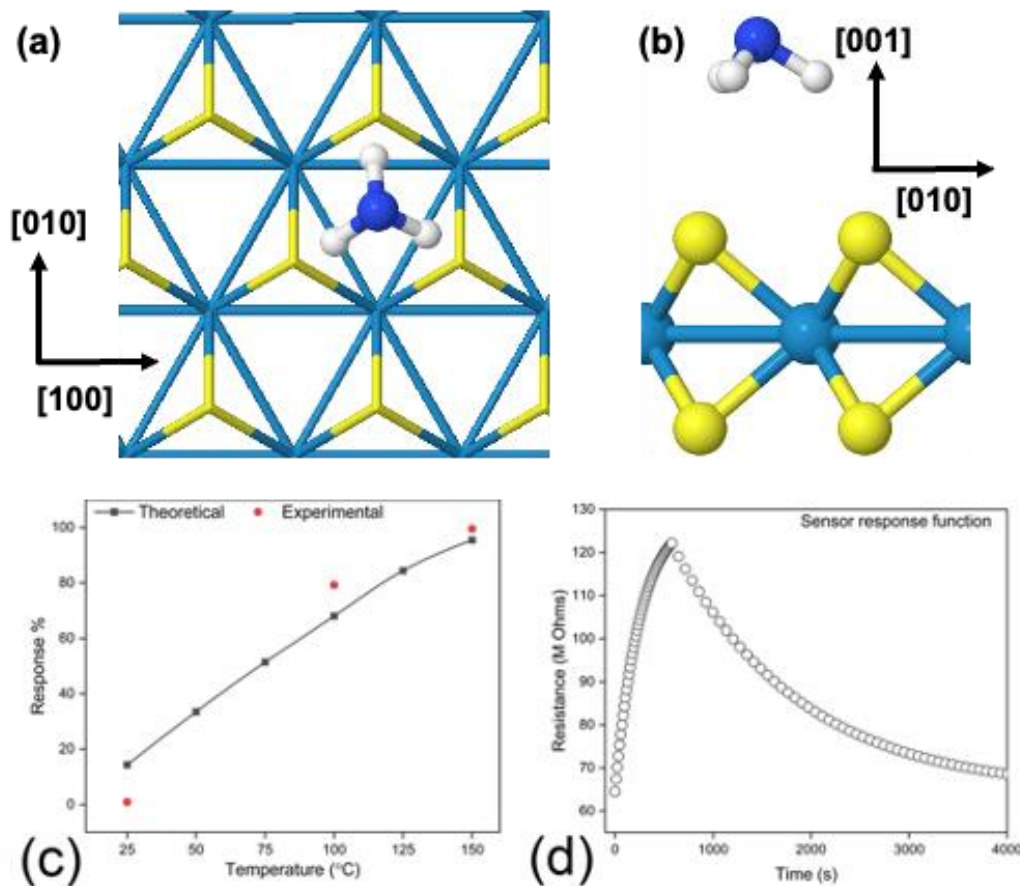 (a)
[010]
[100]
(b)
[001]
[010]
Theoretical Experimental
100
80
60
40
20
0
Response %
25 50 75 100 125 150
Temperature (°C)
(c)
Sensor response function
130
120
110
100
90
80
70
60
Resistance (M Ohms)
0 1000 2000 3000 4000
Time (s)
(d)